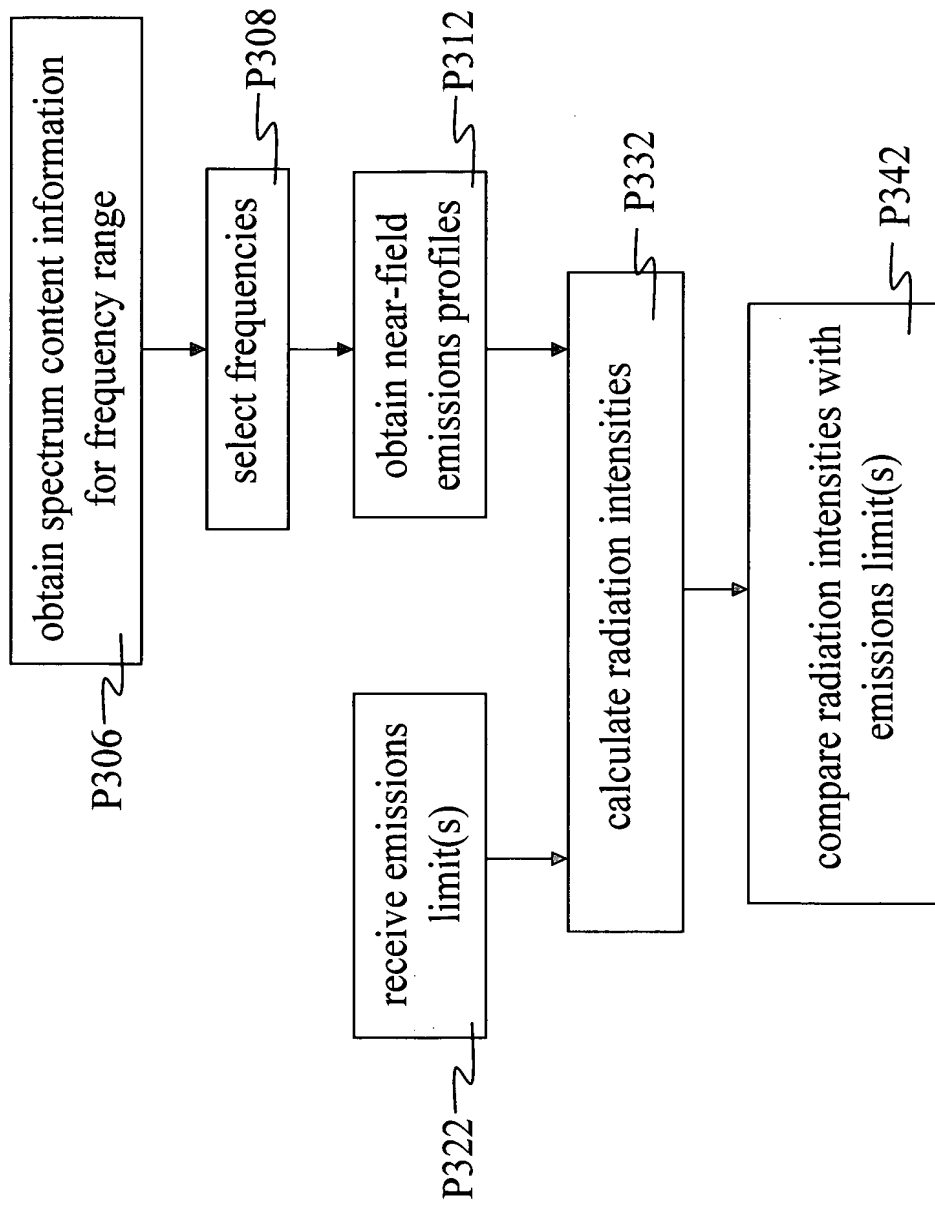 obtain spectrum content information
for frequency range
P306
select frequencies
P308
obtain near-field
emissions profiles
P312
receive emissions
limit(s)
P322
calculate radiation intensities
P332
compare radiation intensities with
emissions limit(s)
P342